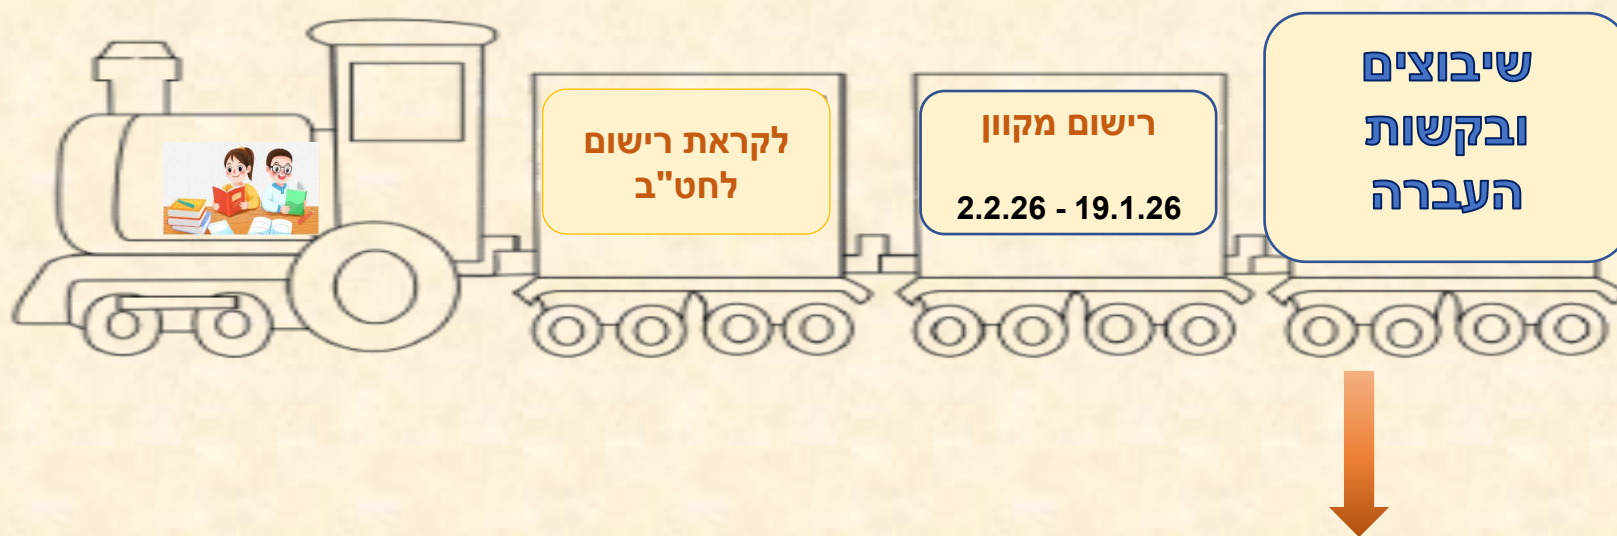 לקראת רישום
לחט"ב
רישום מקוון
2.2.26 - 19.1.26
שיבוצים
ובקשות
העברה